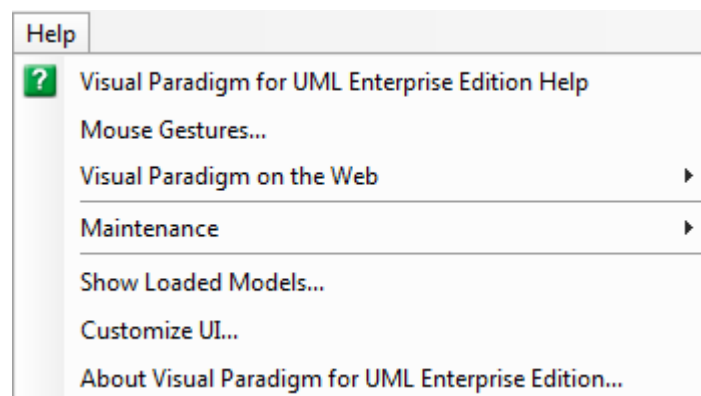 Help
? Visual Paradigm for UML Enterprise Edition Help
Mouse Gestures...
Visual Paradigm on the Web
Maintenance
Show Loaded Models...
Customize UI...
About Visual Paradigm for UML Enterprise Edition...